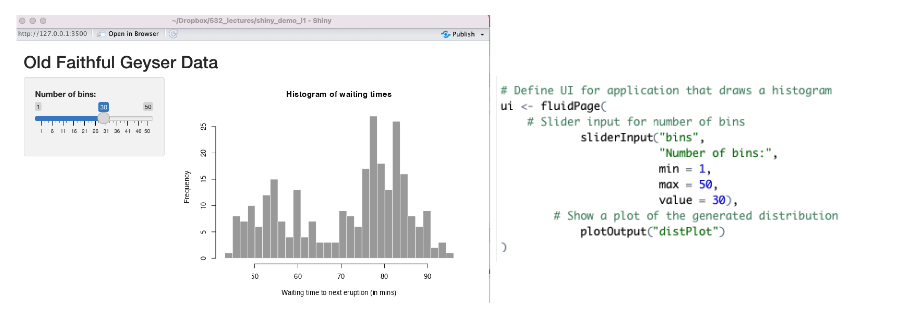 ~/Dropbox/532_lectures/shiny_demo_l1 - Shiny
http://127.0.0.1:3500 Open in Browser Publish
Old Faithful Geyser Data
Number of bins:
1 30 50
1 6 11 16 21 26 31 36 41 46 50
Histogram of waiting times
Frequency
0 5 10 15 20 25
50 60 70 80 90
Waiting time to next eruption (in mins)
# Define UI for application that draws a histogram
ui <- fluidPage(
# Slider input for number of bins
sliderInput("bins",
"Number of bins:",
min = 1,
max = 50,
value = 30),
# Show a plot of the generated distribution
plotOutput("distPlot")
)